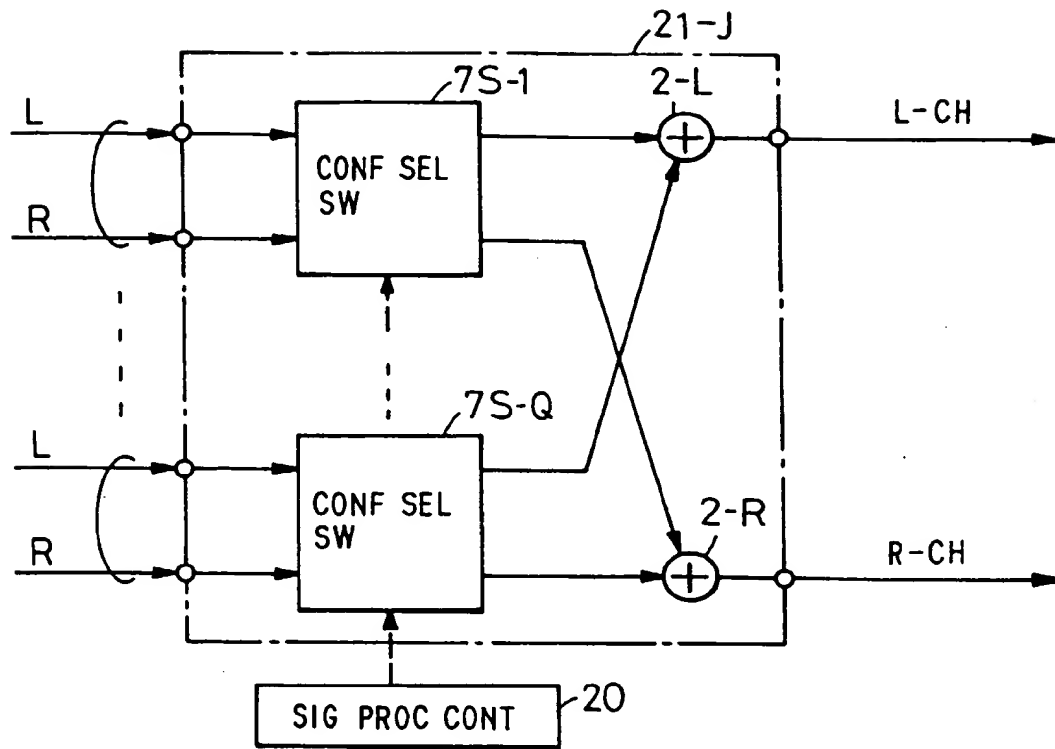 21-J
7S-1
2-L
L
L-CH
CONF SEL
SW
R
7S-Q
L
CONF SEL
SW
2-R
R
R-CH
SIG PROC CONT
20